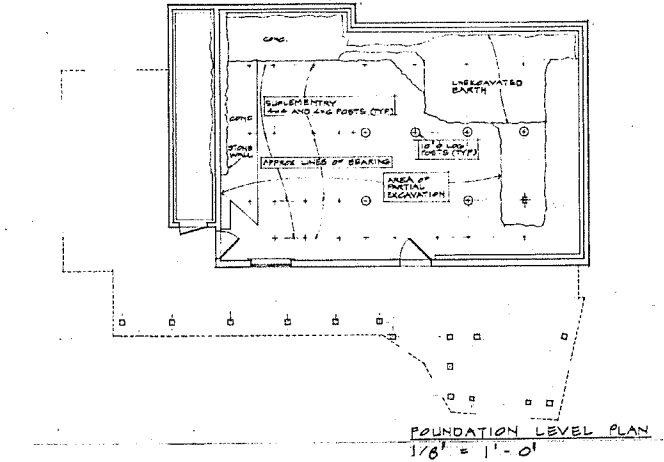 CONC.
UNEXCAVATED
EARTH
SUPLEMENTRY
4x4 AND 4x6 POSTS (TYP.)
CONC
STONE
WALL
10"Ø LOG
POSTS (TYP.)
APPROX LINES OF BEARING
AREA OF
PARTIAL
EXCAVATION
FOUNDATION LEVEL PLAN
1/8" = 1'-0"